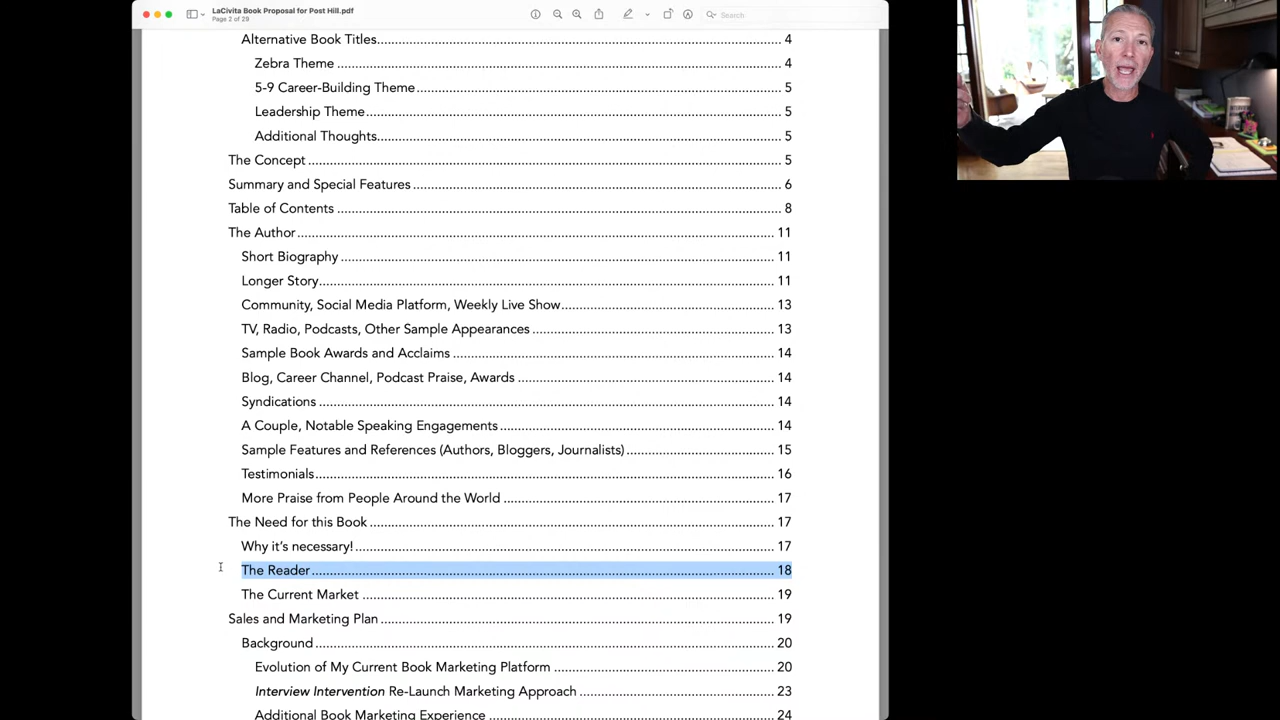 LaCivita Book Proposal for Post Hill.pdf
Page 2 of 29
Search
Alternative Book Titles 4
Zebra Theme 4
5-9 Career-Building Theme 5
Leadership Theme 5
Additional Thoughts 5
The Concept 5
Summary and Special Features 6
Table of Contents 8
The Author 11
Short Biography 11
Longer Story 11
Community, Social Media Platform, Weekly Live Show 13
TV, Radio, Podcasts, Other Sample Appearances 13
Sample Book Awards and Acclaims 14
Blog, Career Channel, Podcast Praise, Awards 14
Syndications 14
A Couple, Notable Speaking Engagements 14
Sample Features and References (Authors, Bloggers, Journalists) 15
Testimonials 16
More Praise from People Around the World 17
The Need for this Book 17
Why it's necessary! 17
The Reader 18
The Current Market 19
Sales and Marketing Plan 19
Background 20
Evolution of My Current Book Marketing Platform 20
Interview Intervention Re-Launch Marketing Approach 23
Additional Book Marketing Experience 24